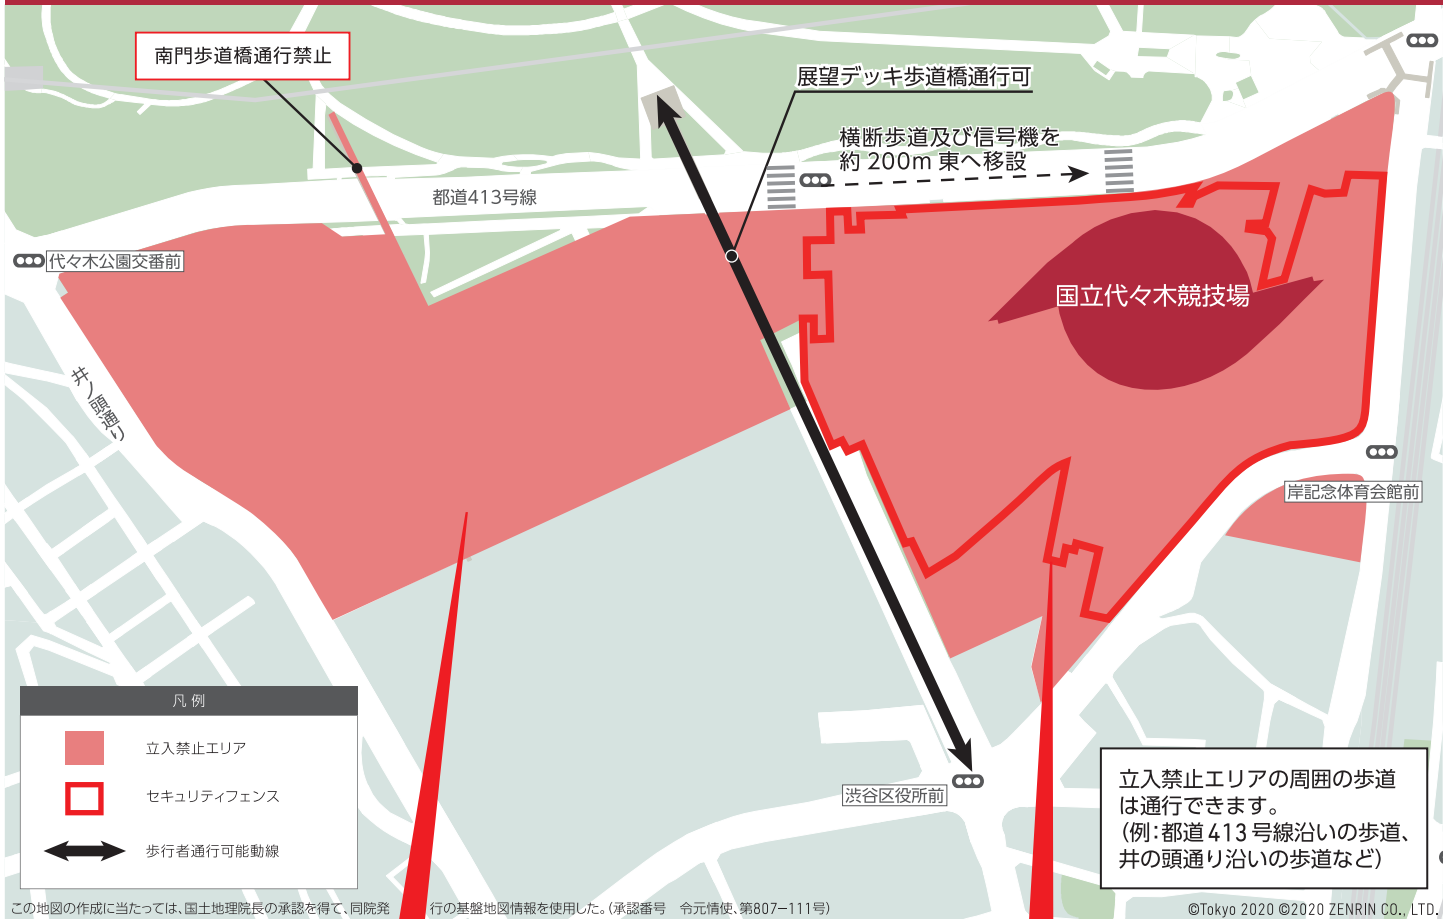 南門歩道橋通行禁止
展望デッキ歩道橋通行可
横断歩道及び信号機を
約200m東へ移設
都道413号線
代々木公園交番前
国立代々木競技場
井ノ頭通り
岸記念体育会館前
渋谷区役所前
凡例
立入禁止エリア
セキュリティフェンス
歩行者通行可能動線
立入禁止エリアの周囲の歩道
は通行できます。
(例:都道413号線沿いの歩道、
井の頭通り沿いの歩道など)
この地図の作成に当たっては、国土地理院長の承認を得て、同院発 行の基盤地図情報を使用した。(承認番号 令元情使、第807-111号)
©Tokyo 2020 ©2020 ZENRIN CO., LTD.